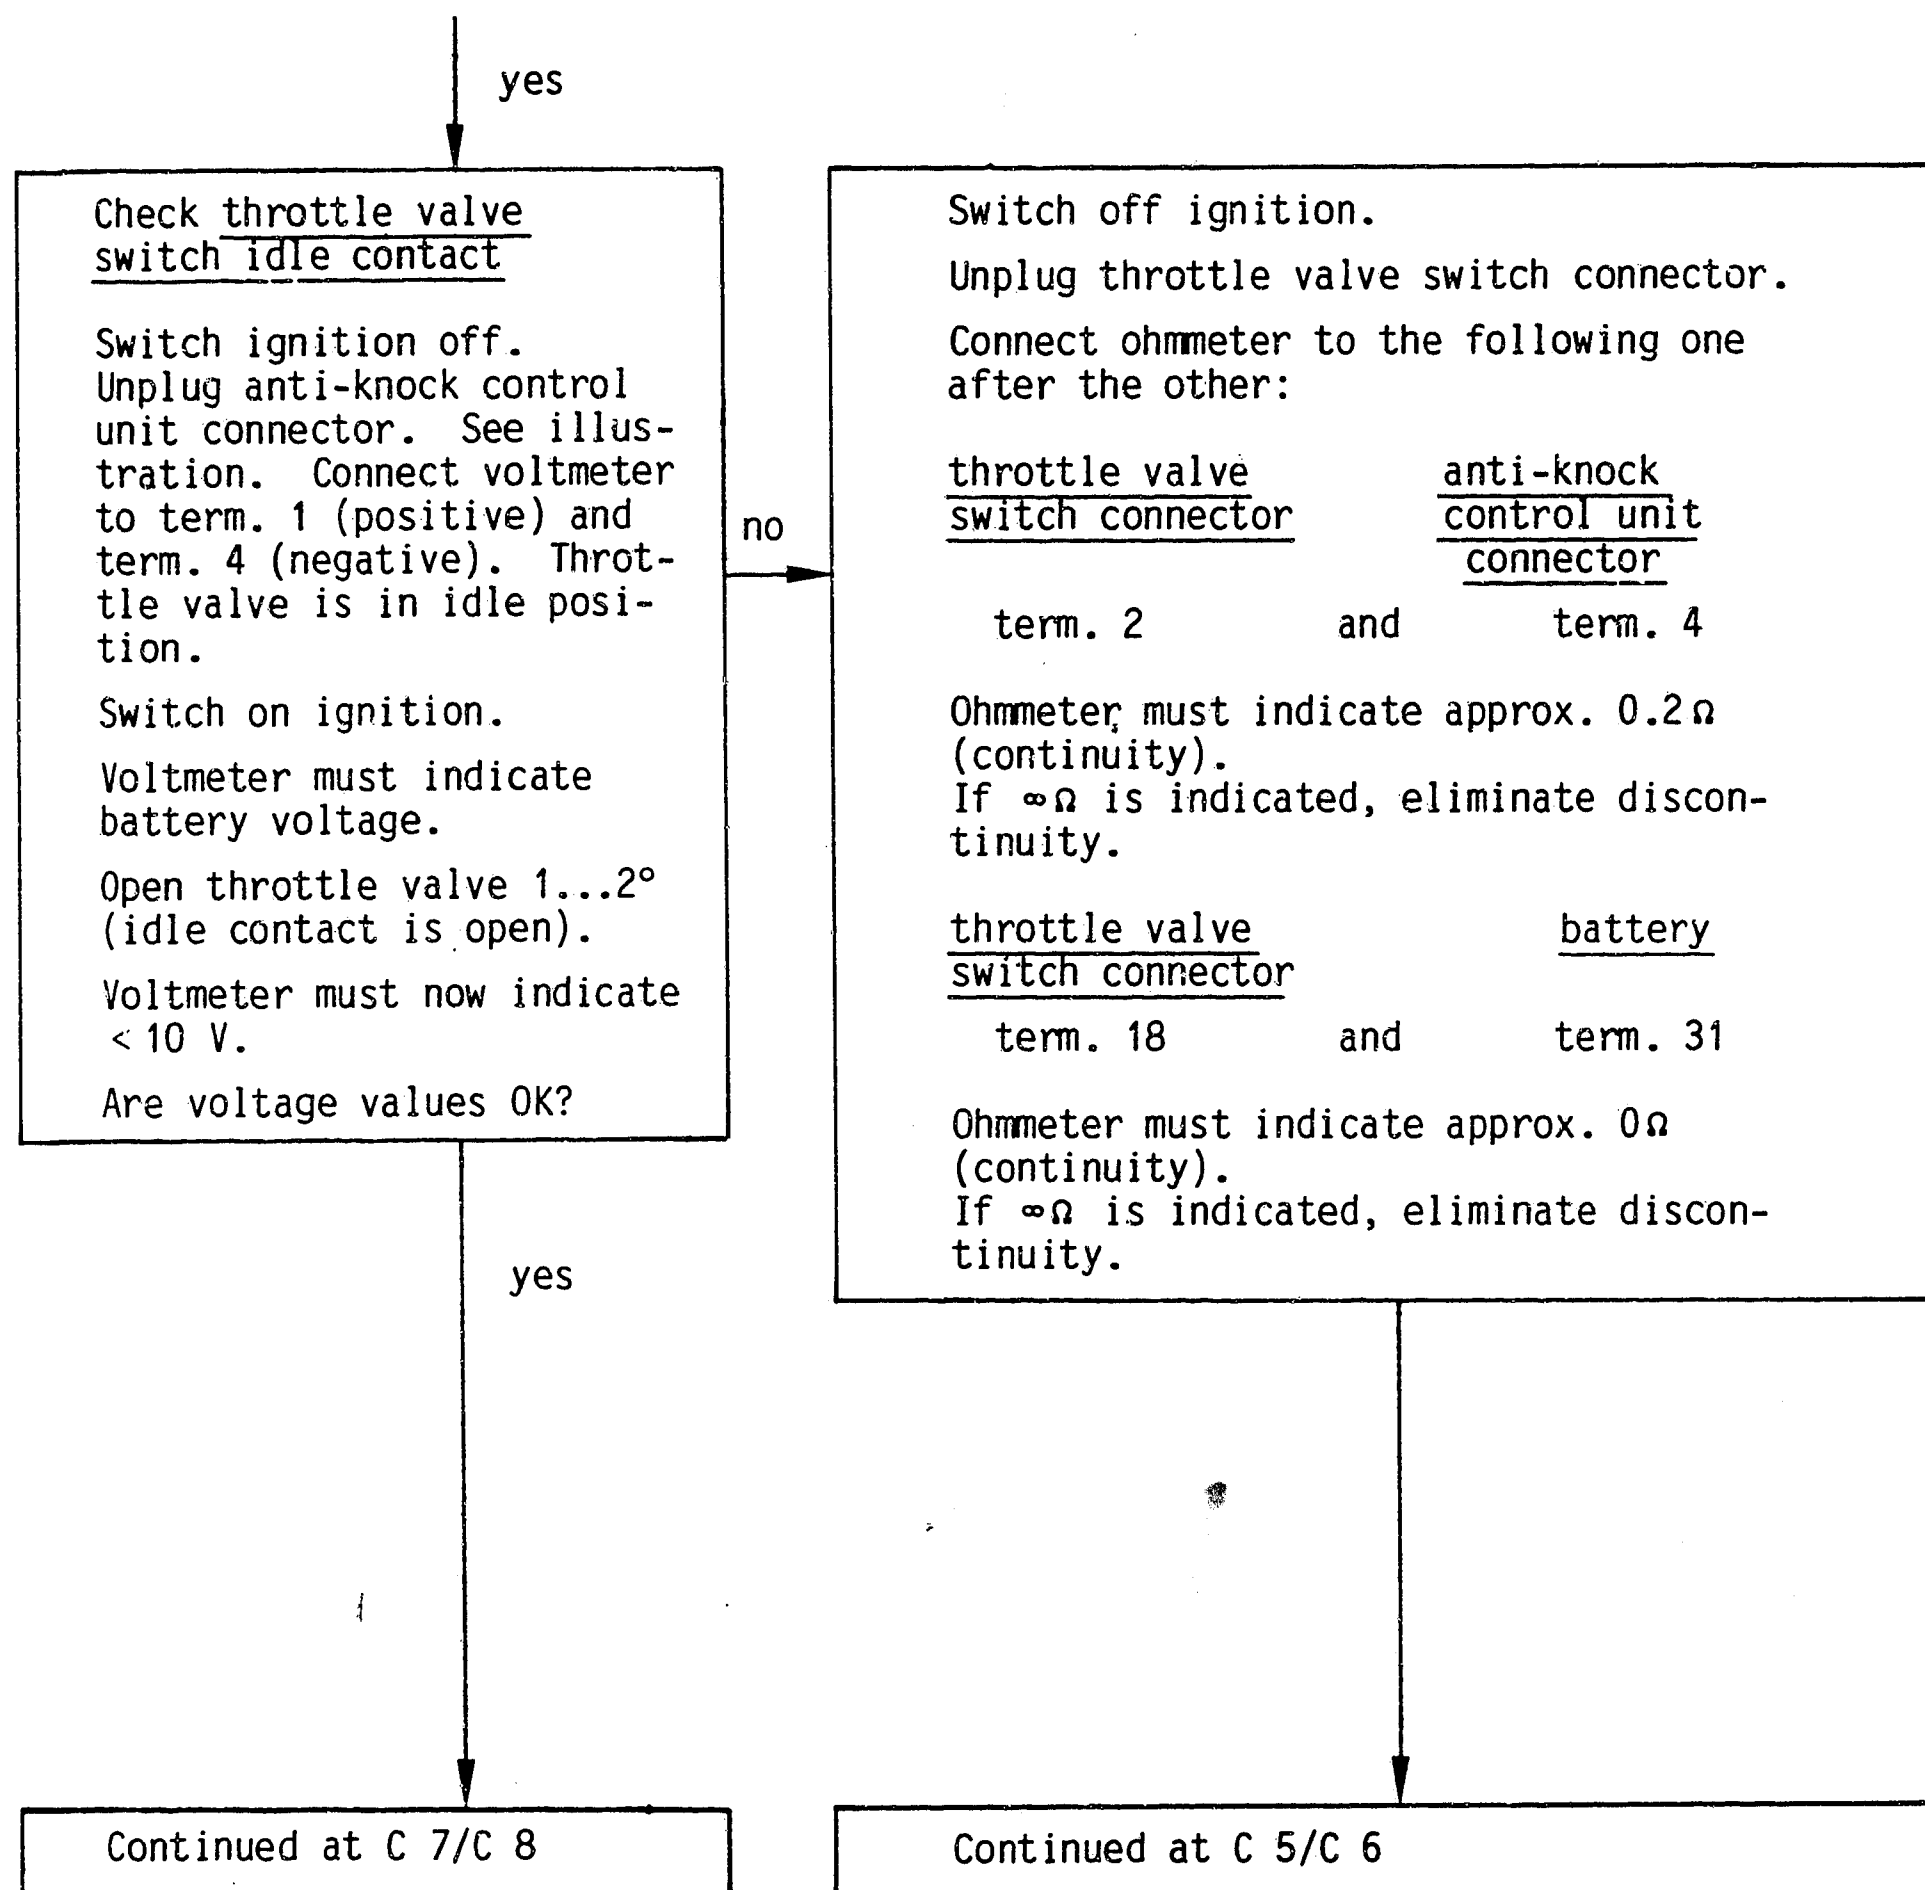 yes
Check throttle valve
switch idle contact
Switch ignition off.
Unplug anti-knock control
unit connector. See illus-
tration. Connect voltmeter
to term. 1 (positive) and
term. 4 (negative). Throt-
tle valve is in idle posi-
tion.
Switch on ignition.
Voltmeter must indicate
battery voltage.
Open throttle valve 1...2°
(idle contact is open).
Voltmeter must now indicate
< 10 V.
Are voltage values OK?
no
Switch off ignition.
Unplug throttle valve switch connector.
Connect ohmmeter to the following one
after the other:
throttle valve anti-knock
switch connector control unit
connector
term. 2 and term. 4
Ohmmeter must indicate approx. 0.2 Ω
(continuity).
If ∞Ω is indicated, eliminate discon-
tinuity.
throttle valve battery
switch connector
term. 18 and term. 31
Ohmmeter must indicate approx. 0 Ω
(continuity).
If ∞Ω is indicated, eliminate discon-
tinuity.
yes
Continued at C 7/C 8
Continued at C 5/C 6